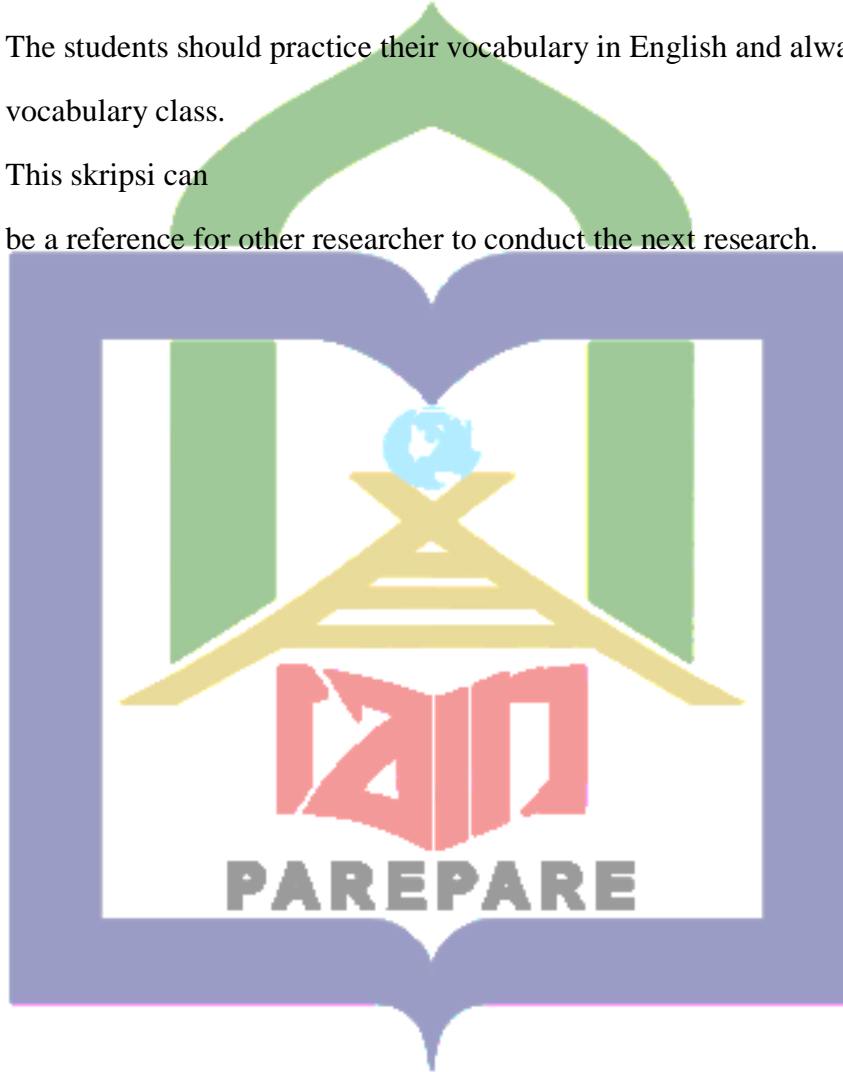 The students should practice their vocabulary in English and
vocabulary class.
This skripsi can
be a reference for other researcher to conduct the next research.
iain
PAREPARE